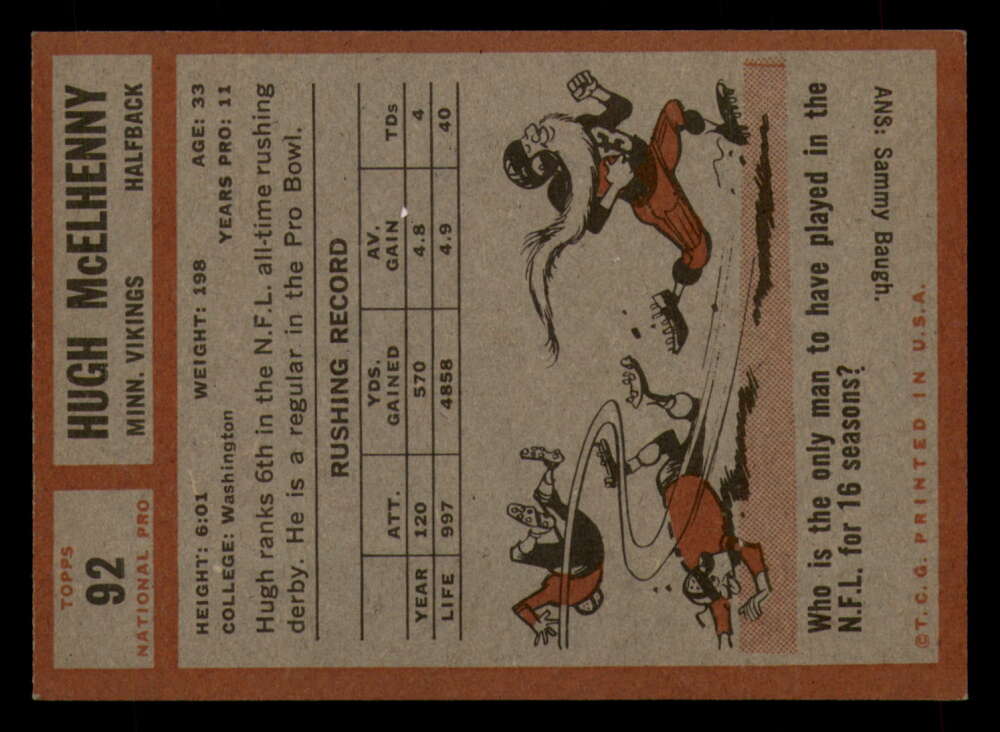 TOPPS
92
NATIONAL PRO
HUGH McELHENNY
MINN. VIKINGS HALFBACK
HEIGHT: 6:01 WEIGHT: 198 AGE: 33
COLLEGE: Washington YEARS PRO: 11
Hugh ranks 6th in the N.F.L. all-time rushing
derby. He is a regular in the Pro Bowl.
RUSHING RECORD
ATT. YDS. GAINED AV. GAIN TDs
YEAR 120 570 4.8 4
LIFE 997 4858 4.9 40
Who is the only man to have played in the
N.F.L. for 16 seasons?
ANS: Sammy Baugh.
©T.C.G. PRINTED IN U.S.A.